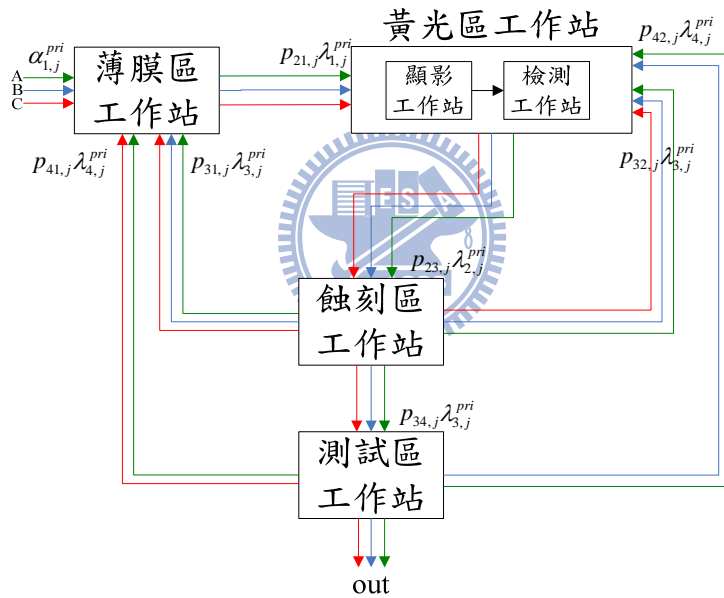 黃光區工作站
α_{1,j}^{pri}
p_{21,j}λ_{1,j}^{pri}
p_{42,j}λ_{4,j}^{pri}
A
B
C
薄膜區
工作站
顯影
工作站
檢測
工作站
p_{41,j}λ_{4,j}^{pri}
p_{31,j}λ_{3,j}^{pri}
p_{32,j}λ_{3,j}^{pri}
E S A
p_{23,j}λ_{2,j}^{pri}
蝕刻區
工作站
p_{34,j}λ_{3,j}^{pri}
測試區
工作站
out